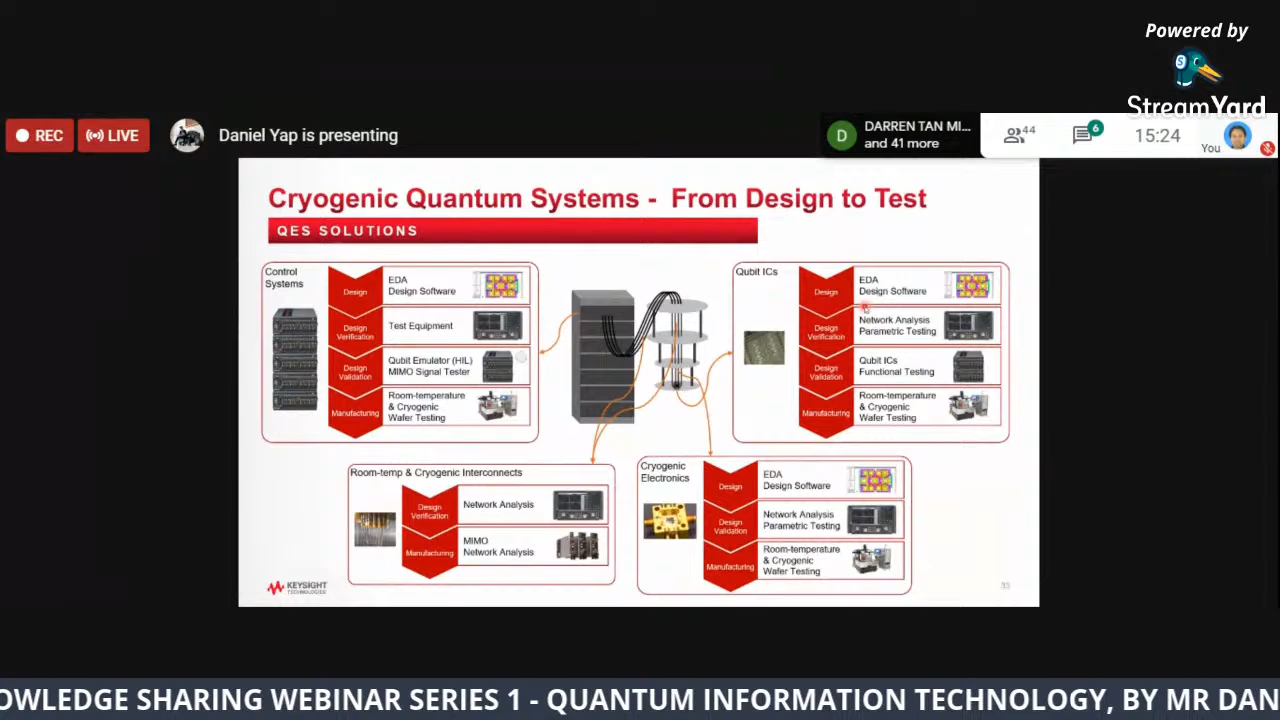 Powered by
StreamYard
REC
LIVE
Daniel Yap is presenting
D
DARREN TAN MI...
and 41 more
44
6
15:24
You
Cryogenic Quantum Systems - From Design to Test
QES SOLUTIONS
Control
Systems
Design
EDA
Design Software
Design
Verification
Test Equipment
Design
Validation
Qubit Emulator (HIL)
MIMO Signal Tester
Manufacturing
Room-temperature
& Cryogenic
Wafer Testing
Qubit ICs
Design
EDA
Design Software
Design
Verification
Network Analysis
Parametric Testing
Design
Validation
Qubit ICs
Functional Testing
Manufacturing
Room-temperature
& Cryogenic
Wafer Testing
Room-temp & Cryogenic Interconnects
Design
Verification
Network Analysis
Manufacturing
MIMO
Network Analysis
Cryogenic
Electronics
Design
EDA
Design Software
Design
Validation
Network Analysis
Parametric Testing
Manufacturing
Room-temperature
& Cryogenic
Wafer Testing
KEYSIGHT
TECHNOLOGIES
OWLEDGE SHARING WEBINAR SERIES 1 - QUANTUM INFORMATION TECHNOLOGY, BY MR DAN